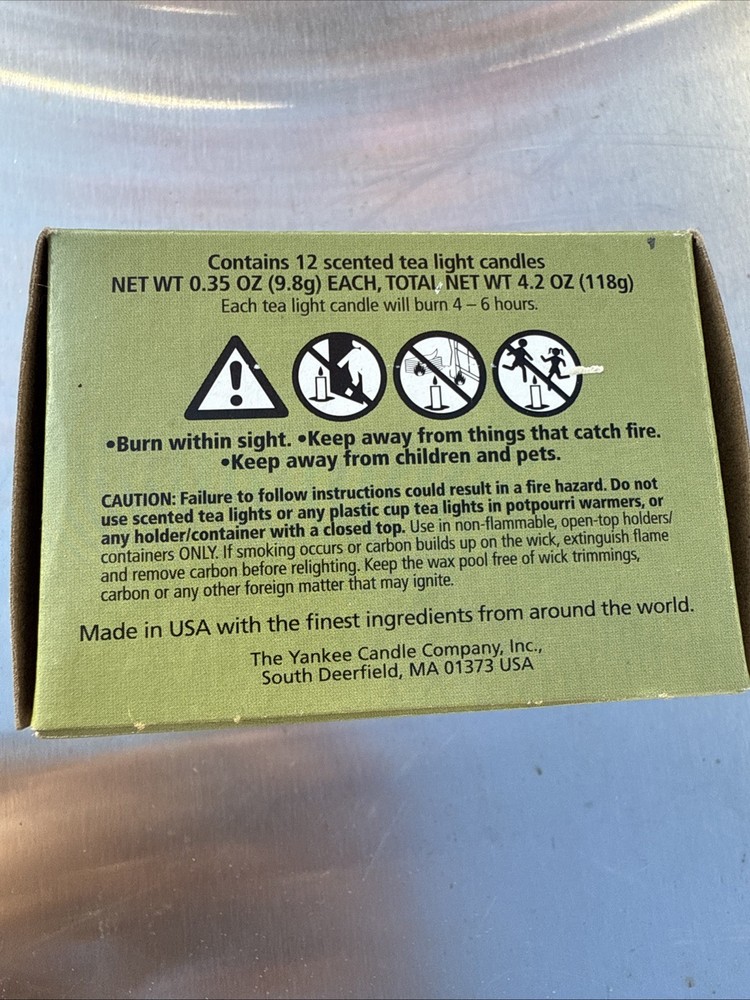 Contains 12 scented tea light candles
NET WT 0.35 OZ (9.8g) EACH, TOTAL NET WT 4.2 OZ (118g)
Each tea light candle will burn 4 – 6 hours.
•Burn within sight. •Keep away from things that catch fire.
•Keep away from children and pets.
CAUTION: Failure to follow instructions could result in a fire hazard. Do not
use scented tea lights or any plastic cup tea lights in potpourri warmers, or
any holder/container with a closed top. Use in non-flammable, open-top holders/
containers ONLY. If smoking occurs or carbon builds up on the wick, extinguish flame
and remove carbon before relighting. Keep the wax pool free of wick trimmings,
carbon or any other foreign matter that may ignite.
Made in USA with the finest ingredients from around the world.
The Yankee Candle Company, Inc.,
South Deerfield, MA 01373 USA